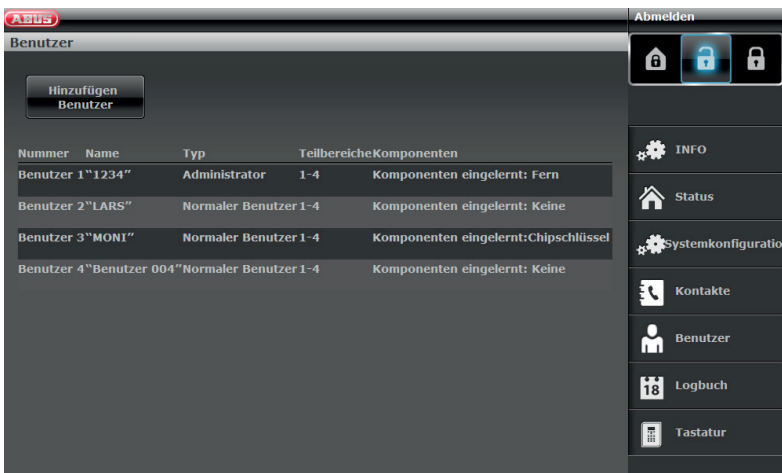 ABUS
Abmelden
Benutzer
Hinzufügen
Benutzer
Nummer Name Typ Teilbereiche Komponenten
Benutzer 1 "1234" Administrator 1-4 Komponenten eingelernt: Fern
Benutzer 2 "LARS" Normaler Benutzer 1-4 Komponenten eingelernt: Keine
Benutzer 3 "MONI" Normaler Benutzer 1-4 Komponenten eingelernt:Chipschlüssel
Benutzer 4 "Benutzer 004" Normaler Benutzer 1-4 Komponenten eingelernt: Keine
INFO
Status
Systemkonfiguratio
Kontakte
Benutzer
18 Logbuch
Tastatur